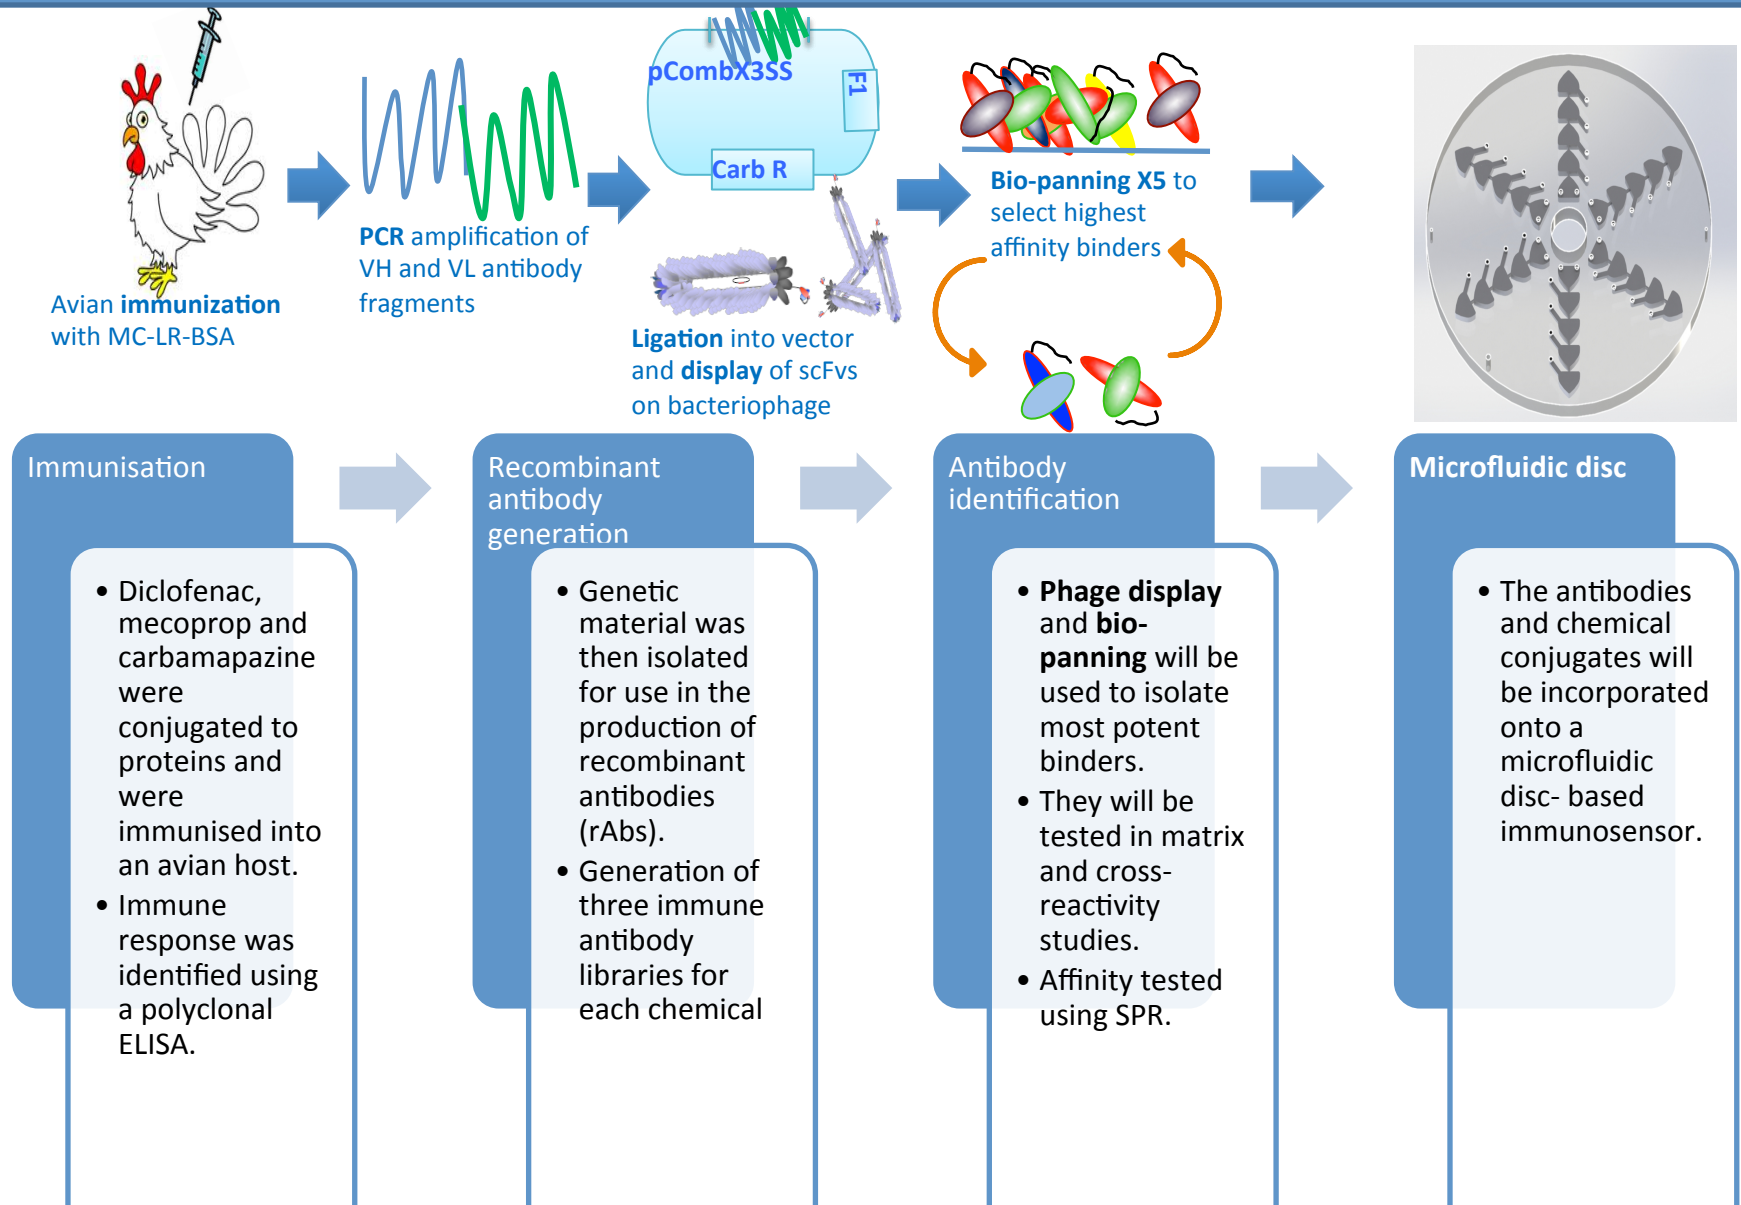 pCombX3SS
F1
Carb R
Avian immunization
with MC-LR-BSA
PCR amplification of
VH and VL antibody
fragments
Ligation into vector
and display of scFvs
on bacteriophage
Bio-panning X5 to
select highest
affinity binders
Immunisation
• Diclofenac,
mecoprop and
carbamapazine
were
conjugated to
proteins and
were
immunised into
an avian host.
• Immune
response was
identified using
a polyclonal
ELISA.
Recombinant
antibody
generation
• Genetic
material was
then isolated
for use in the
production of
recombinant
antibodies
(rAbs).
• Generation of
three immune
antibody
libraries for
each chemical
Antibody
identification
• Phage display
and bio-
panning will be
used to isolate
most potent
binders.
• They will be
tested in matrix
and cross-
reactivity
studies.
• Affinity tested
using SPR.
Microfluidic disc
• The antibodies
and chemical
conjugates will
be incorporated
onto a
microfluidic
disc- based
immunosensor.